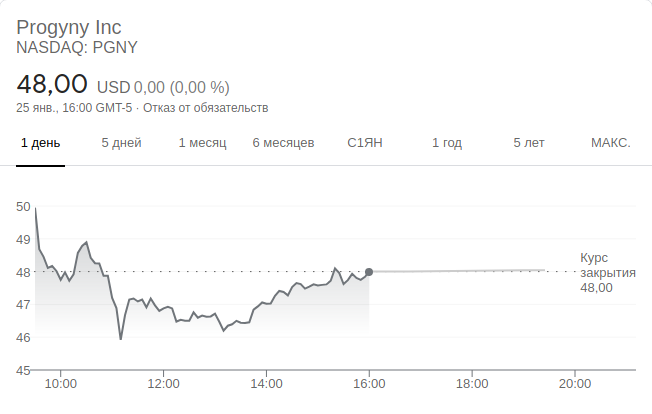 Progyny Inc
NASDAQ: PGNY
48,00 USD 0,00 (0,00 %)
25 янв., 16:00 GMT-5 · Отказ от обязательств
1 день 5 дней 1 месяц 6 месяцев С1ЯН 1 год 5 лет МАКС.
50
49
48
47
46
45
Курс
закрытия
48,00
10:00 12:00 14:00 16:00 18:00 20:00